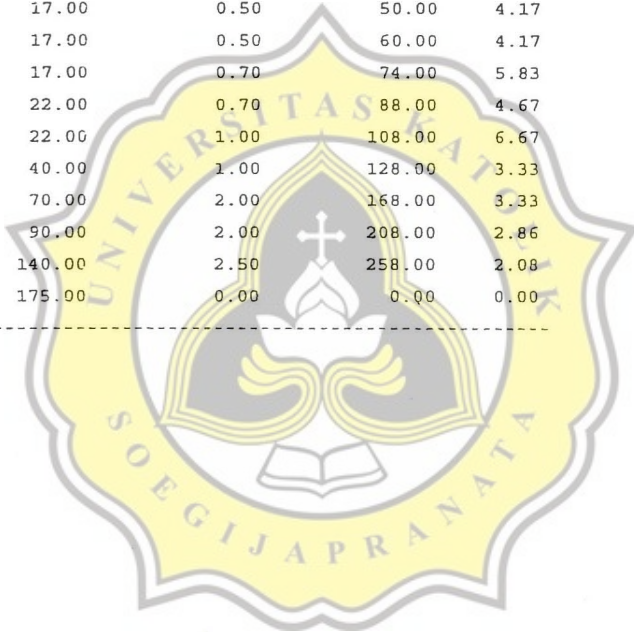 17.00 0.50 50.00 4.17
17.00 0.50 60.00 4.17
17.00 0.70 74.00 5.83
22.00 0.70 88.00 4.67
22.00 1.00 108.00 6.67
40.00 1.00 128.00 3.33
70.00 2.00 168.00 3.33
90.00 2.00 208.00 2.86
140.00 2.50 258.00 2.08
175.00 0.00 0.00 0.00
UNIVERSITAS KATOLIK
SOEGIJAPRANATA